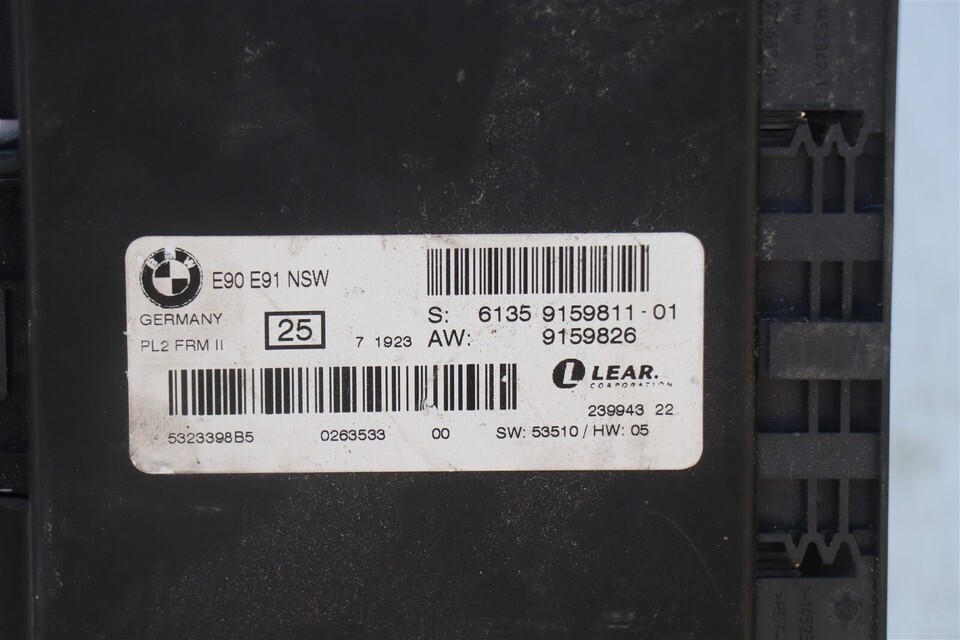 BMW
E90 E91 NSW
GERMANY
PL2 FRM II
25
7 1923
S: 6135 9159811-01
AW: 9159826
LEAR.
CORPORATION
239943 22
5323398B5 0263533 00 SW: 53510 / HW: 05